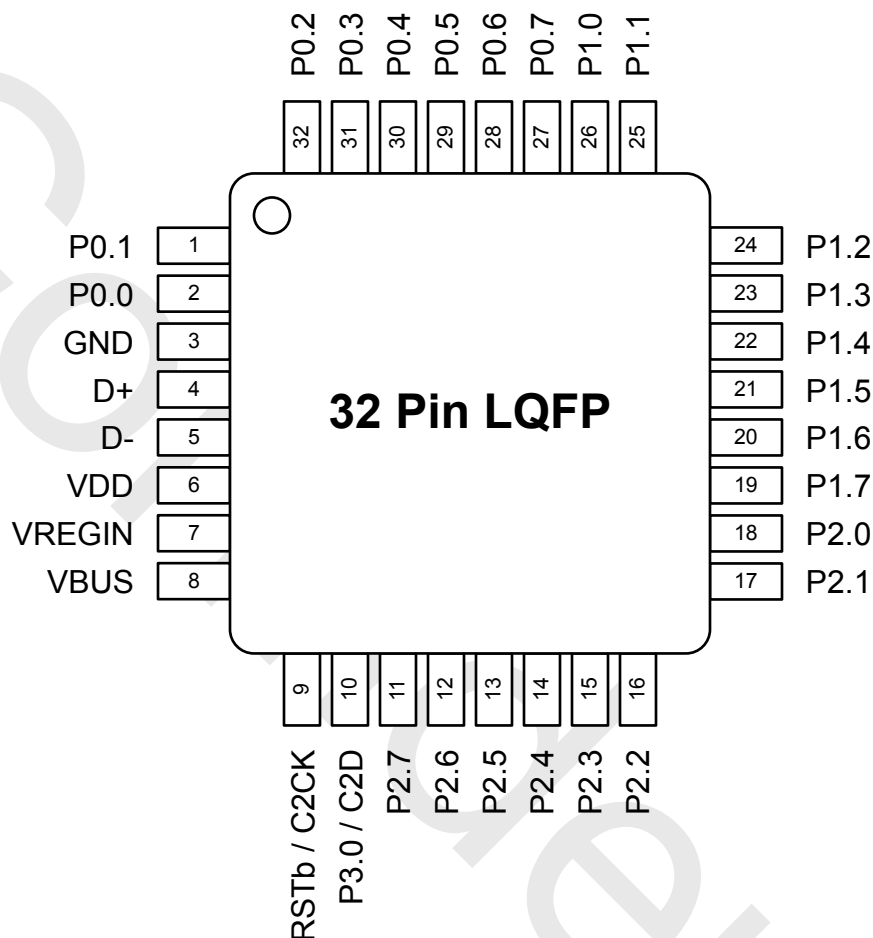 P0.2
P0.3
P0.4
P0.5
P0.6
P0.7
P1.0
P1.1
32
31
30
29
28
27
26
25
P0.1 1
P0.0 2
GND 3
D+ 4
D- 5
VDD 6
VREGIN 7
VBUS 8
32 Pin LQFP
24 P1.2
23 P1.3
22 P1.4
21 P1.5
20 P1.6
19 P1.7
18 P2.0
17 P2.1
9
10
11
12
13
14
15
16
RSTb / C2CK
P3.0 / C2D
P2.7
P2.6
P2.5
P2.4
P2.3
P2.2